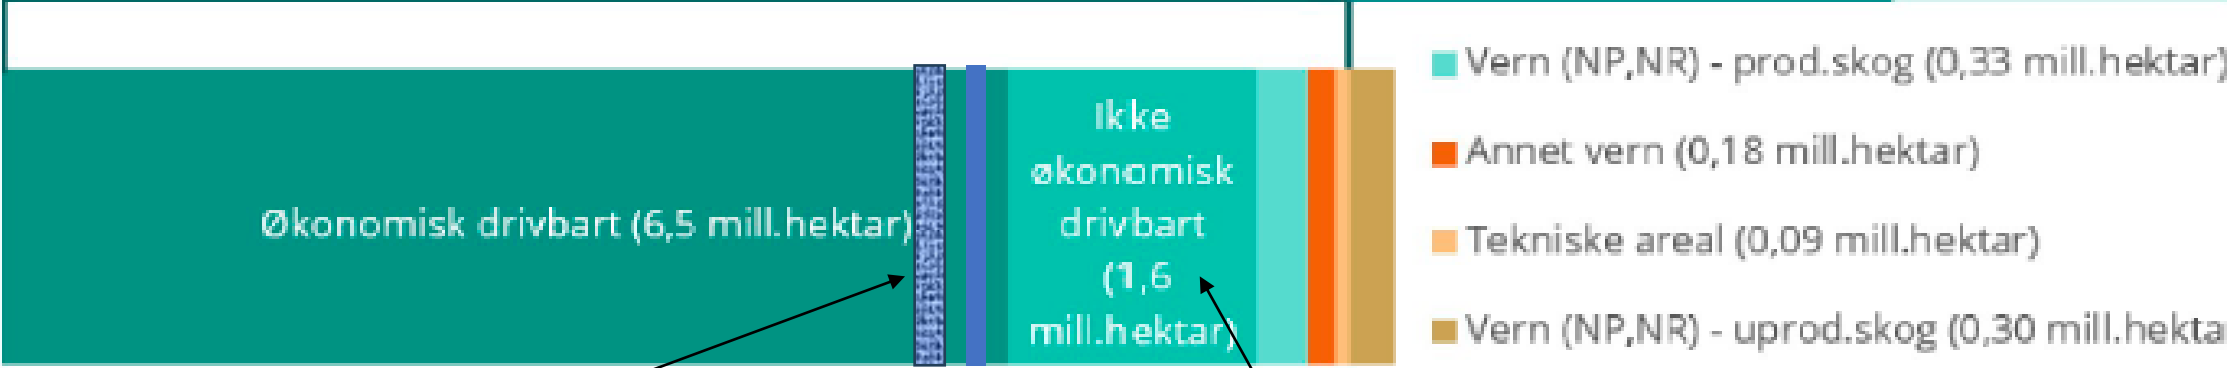 Økonomisk drivbart (6,5 mill.hektar)
Ikke
økonomisk
drivbart
(1,6
mill.hektar)
Vern (NP,NR) - prod.skog (0,33 mill.hektar)
Annet vern (0,18 mill.hektar)
Tekniske areal (0,09 mill.hektar)
Vern (NP,NR) - uprod.skog (0,30 mill.hekta